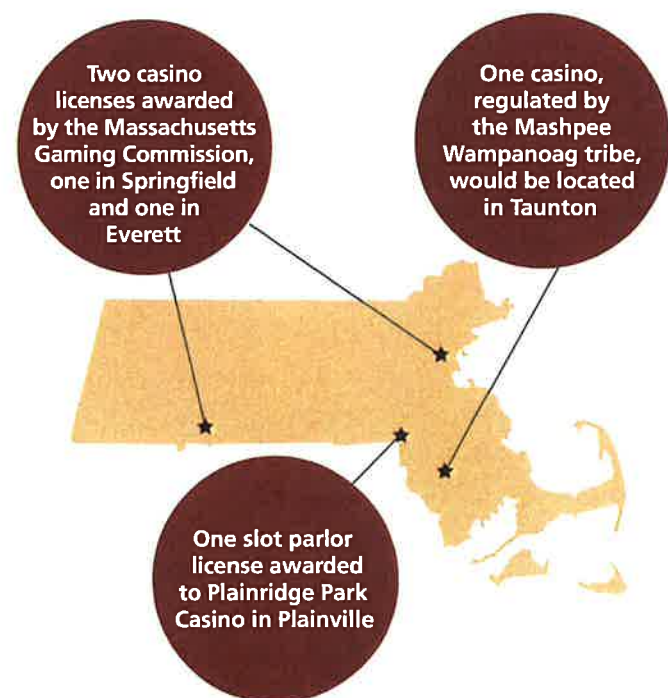 Two casino
licenses awarded
by the Massachusetts
Gaming Commission,
one in Springfield
and one in
Everett
One casino,
regulated by
the Mashpee
Wampanoag tribe,
would be located
in Taunton
One slot parlor
license awarded
to Plainridge Park
Casino in Plainville